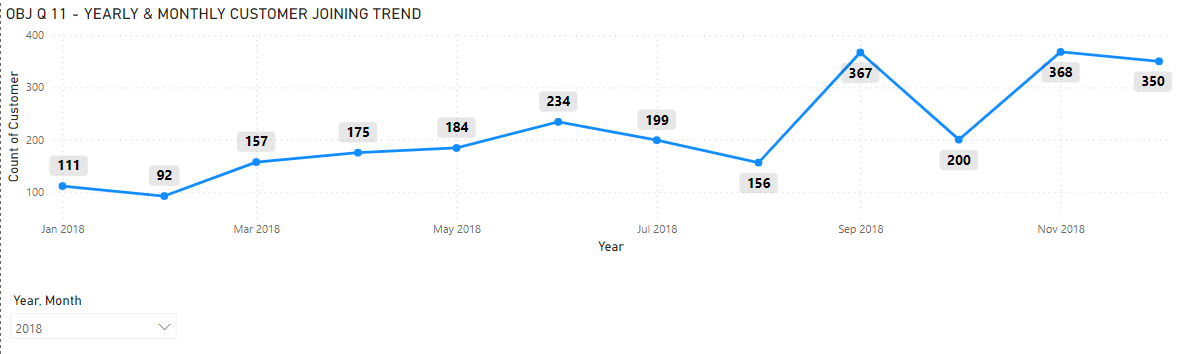 OBJ Q 11 - YEARLY & MONTHLY CUSTOMER JOINING TREND
400
300
200
100
Count of Customer
111
92
157
175
184
234
199
156
367
200
368
350
Jan 2018
Mar 2018
May 2018
Jul 2018
Sep 2018
Nov 2018
Year
Year, Month
2018